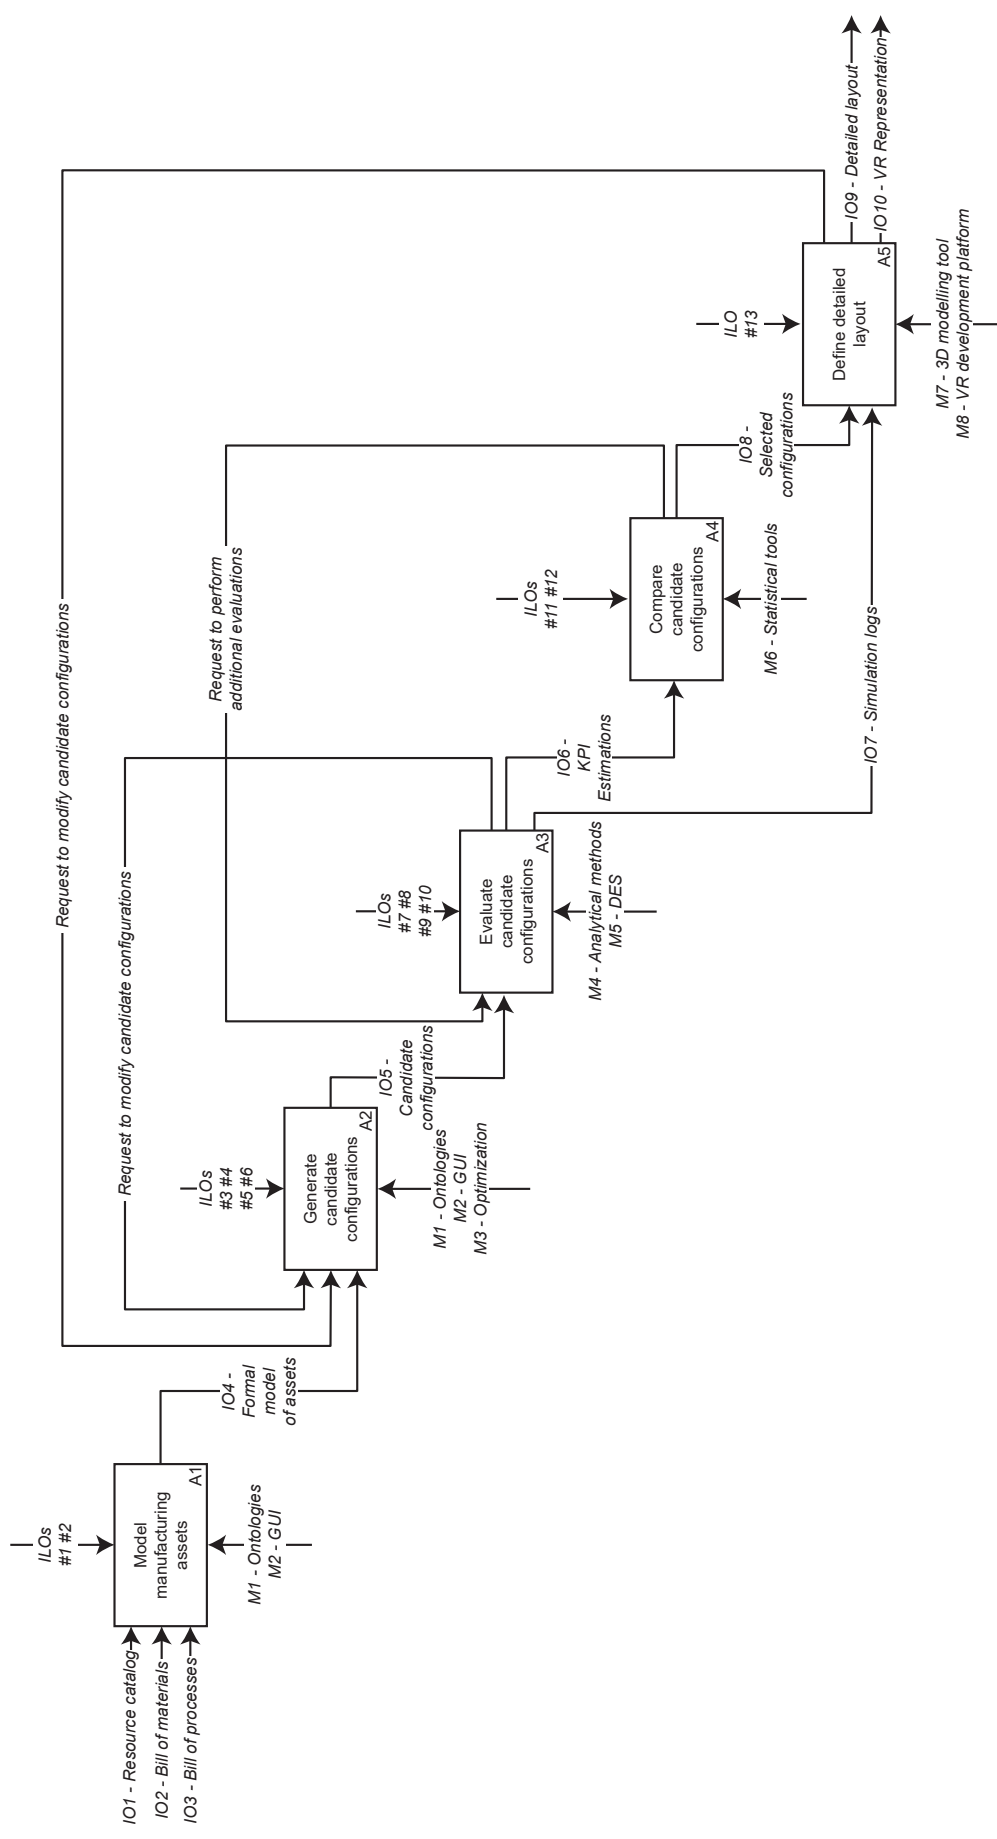 IO1 - Resource catalog
IO2 - Bill of materials
IO3 - Bill of processes
ILOs
#1 #2
Model
manufacturing
assets
A1
M1 - Ontologies
M2 - GUI
IO4 -
Formal
model
of assets
Request to modify candidate configurations
Request to modify candidate configurations
ILOs
#3 #4
#5 #6
Generate
candidate
configurations
A2
M1 - Ontologies
M2 - GUI
M3 - Optimization
IO5 -
Candidate
configurations
Request to perform
additional evaluations
ILOs
#7 #8
#9 #10
Evaluate
candidate
configurations
A3
M4 - Analytical methods
M5 - DES
IO6 -
KPI
Estimations
IO7 - Simulation logs
ILOs
#11 #12
Compare
candidate
configurations
A4
M6 - Statistical tools
IO8 -
Selected
configurations
ILO
#13
Define detailed
layout
A5
M7 - 3D modelling tool
M8 - VR development platform
IO9 - Detailed layout
IO10 - VR Representation